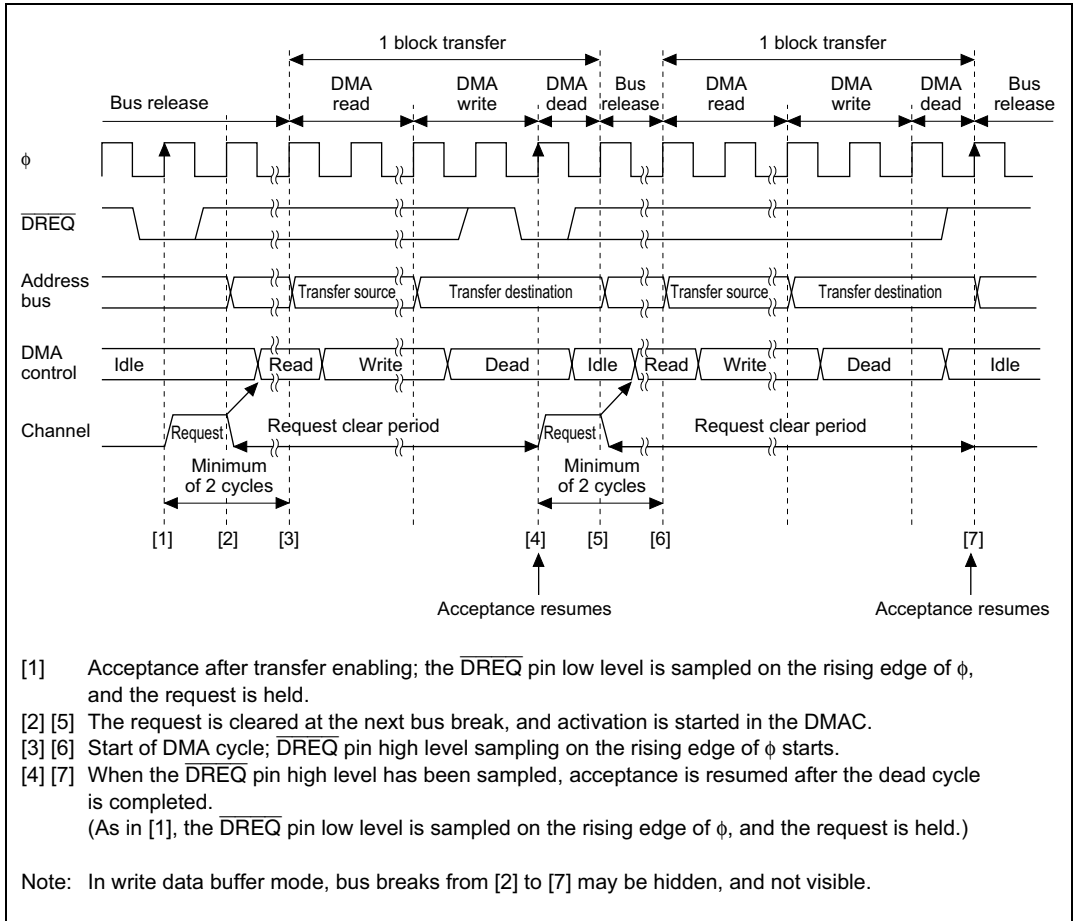 1 block transfer 1 block transfer
Bus release DMA read DMA write DMA dead Bus release DMA read DMA write DMA dead Bus release
φ
DREQ
Address bus Transfer source Transfer destination Transfer source Transfer destination
DMA control Idle Read Write Dead Idle Read Write Dead Idle
Channel Request Request clear period Request Request clear period
Minimum of 2 cycles Minimum of 2 cycles
[1] [2] [3] [4] [5] [6] [7]
Acceptance resumes Acceptance resumes
[1] Acceptance after transfer enabling; the DREQ pin low level is sampled on the rising edge of φ,
and the request is held.
[2] [5] The request is cleared at the next bus break, and activation is started in the DMAC.
[3] [6] Start of DMA cycle; DREQ pin high level sampling on the rising edge of φ starts.
[4] [7] When the DREQ pin high level has been sampled, acceptance is resumed after the dead cycle
is completed.
(As in [1], the DREQ pin low level is sampled on the rising edge of φ, and the request is held.)
Note: In write data buffer mode, bus breaks from [2] to [7] may be hidden, and not visible.